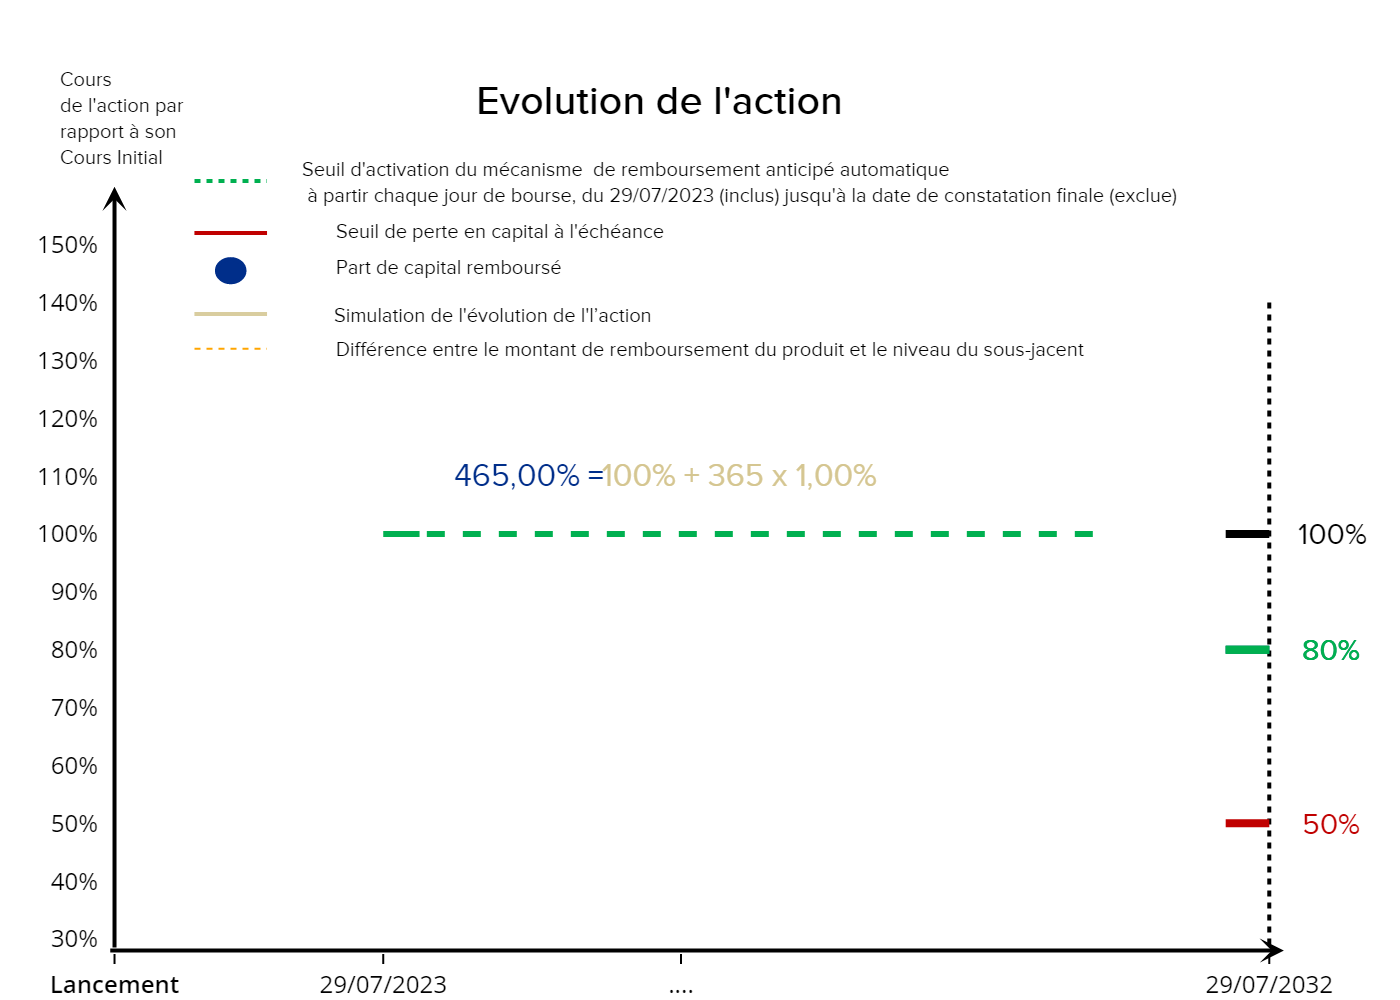 Cours
de l'action par
rapport à son
Cours Initial
Evolution de l'action
Seuil d'activation du mécanisme  de remboursement anticipé automatique
à partir chaque jour de bourse, du 29/07/2023 (inclus) jusqu'à la date de constatation finale (exclue)
Seuil de perte en capital à l'échéance
Part de capital remboursé
Simulation de l'évolution de l'l’action
Différence entre le montant de remboursement du produit et le niveau du sous-jacent
150%
140%
130%
120%
110%
465,00% =100% + 365 x 1,00%
100%
100%
90%
80%
80%
70%
60%
50%
50%
40%
30%
Lancement
29/07/2023
....
29/07/2032